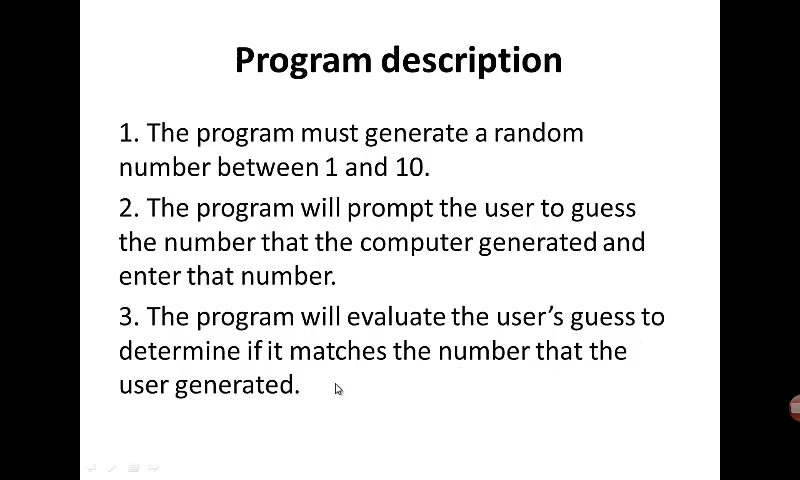 Program description
1. The program must generate a random
number between 1 and 10.
2. The program will prompt the user to guess
the number that the computer generated and
enter that number.
3. The program will evaluate the user's guess to
determine if it matches the number that the
user generated.